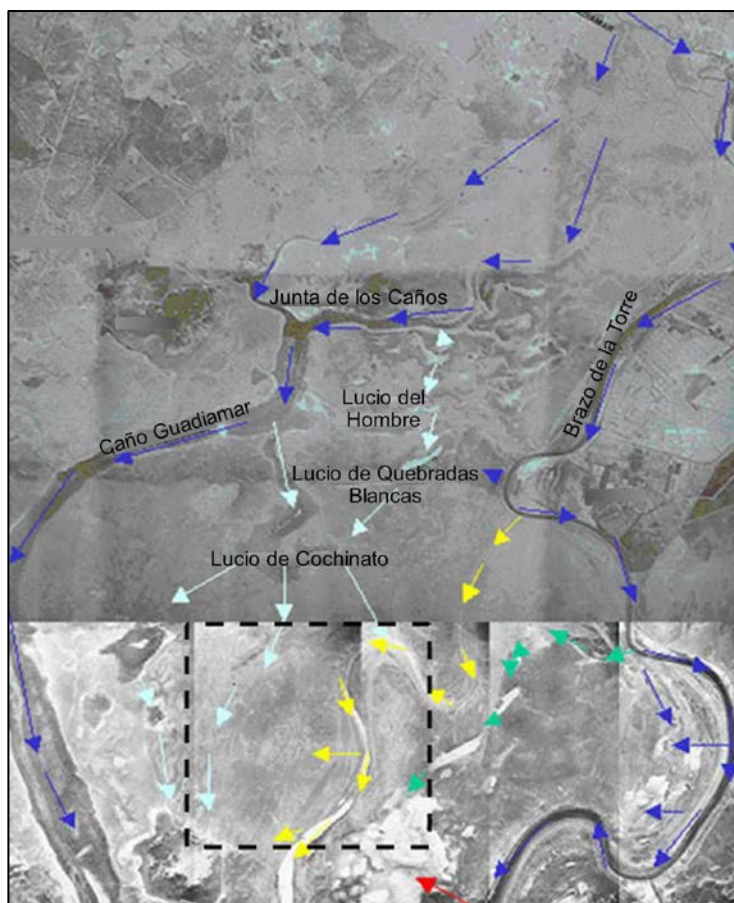 Junta de los Caños
Brazo de la Torre
Lucio del
Hombre
Caño Guadiamar
Lucio de Quebradas
Blancas
Lucio de Cochinato